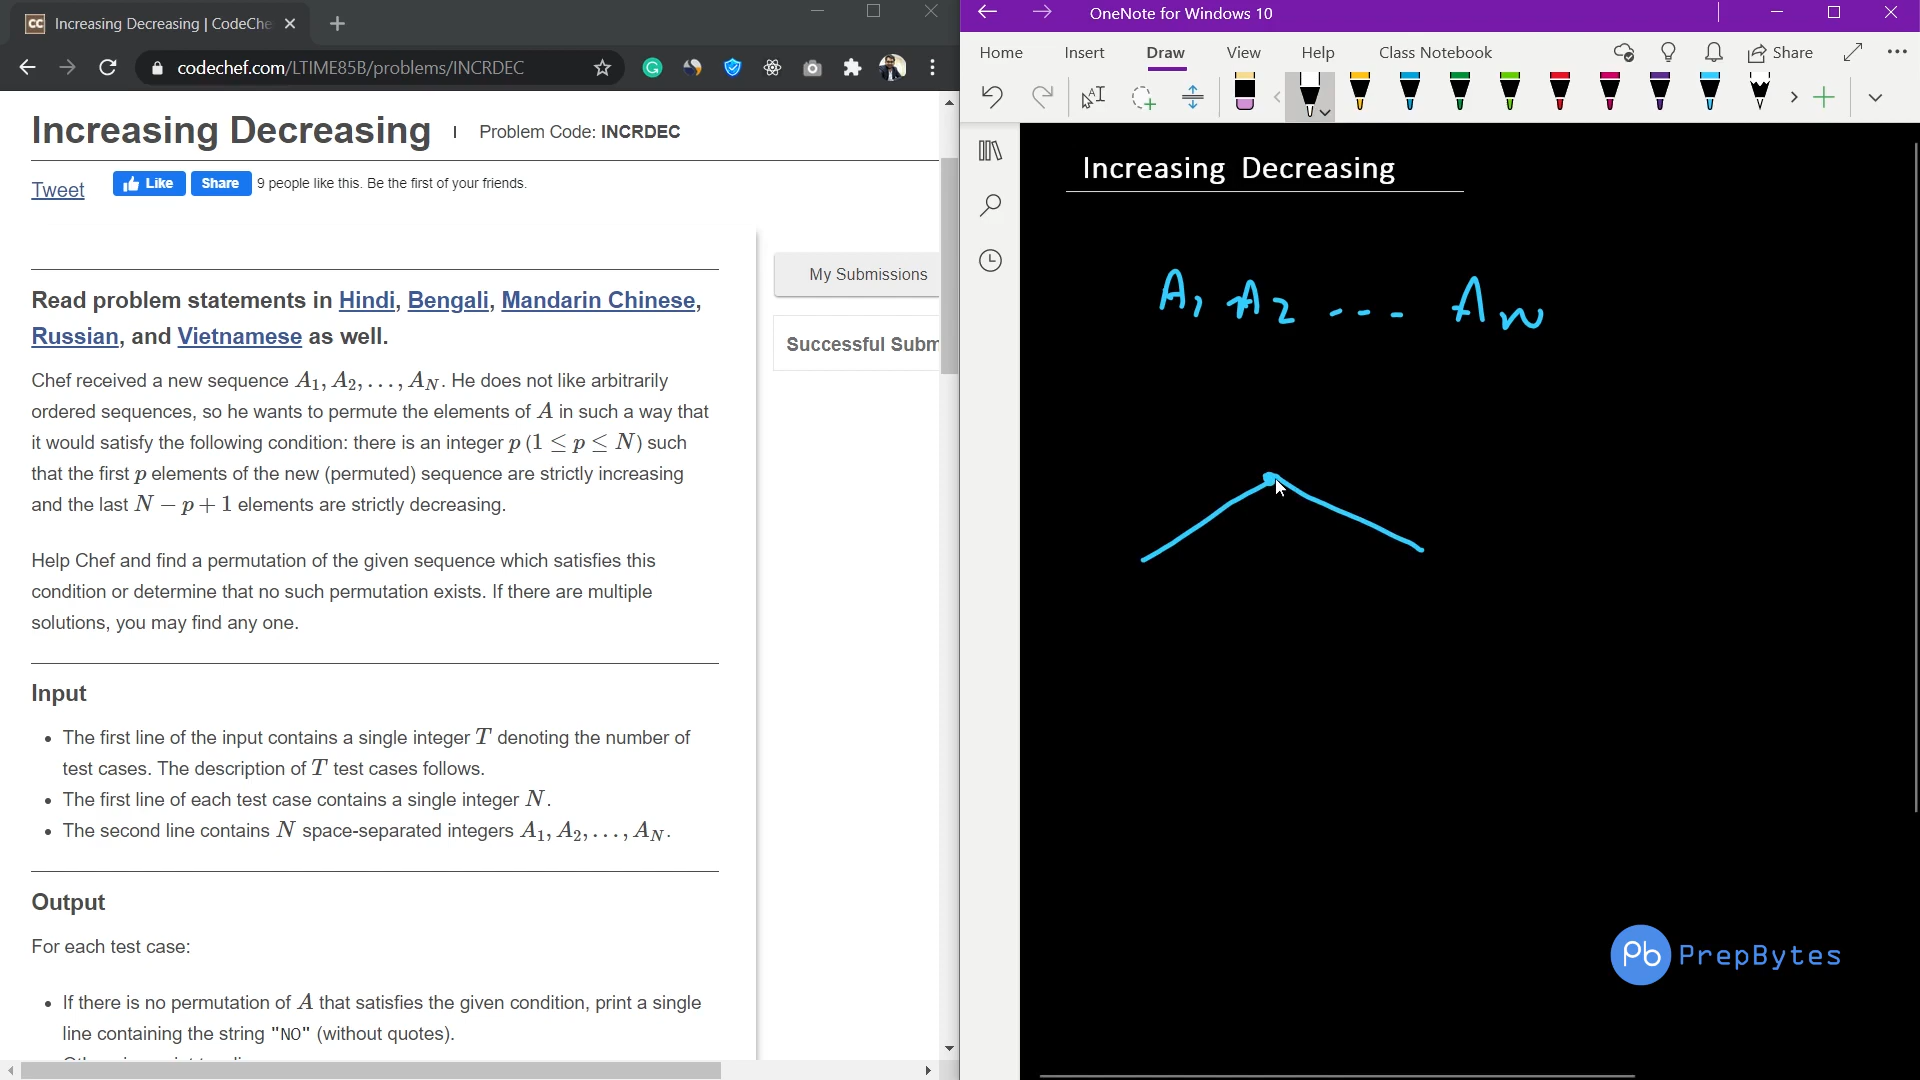 Increasing Decreasing | CodeChe
codechef.com/LTIME85B/problems/INCRDEC
Increasing Decreasing | Problem Code: INCRDEC
Tweet Like Share 9 people like this. Be the first of your friends.
My Submissions
Successful Subm
Read problem statements in Hindi, Bengali, Mandarin Chinese,
Russian, and Vietnamese as well.
Chef received a new sequence A₁, A₂, . . . , A_N. He does not like arbitrarily
ordered sequences, so he wants to permute the elements of A in such a way that
it would satisfy the following condition: there is an integer p (1 ≤ p ≤ N) such
that the first p elements of the new (permuted) sequence are strictly increasing
and the last N − p + 1 elements are strictly decreasing.
Help Chef and find a permutation of the given sequence which satisfies this
condition or determine that no such permutation exists. If there are multiple
solutions, you may find any one.
Input
• The first line of the input contains a single integer T denoting the number of
test cases. The description of T test cases follows.
• The first line of each test case contains a single integer N.
• The second line contains N space-separated integers A₁, A₂, . . . , A_N.
Output
For each test case:
• If there is no permutation of A that satisfies the given condition, print a single
line containing the string "NO" (without quotes).
OneNote for Windows 10
Home Insert Draw View Help Class Notebook Share
Increasing Decreasing
A₁ A₂ --- A_N
Pb PrepBytes